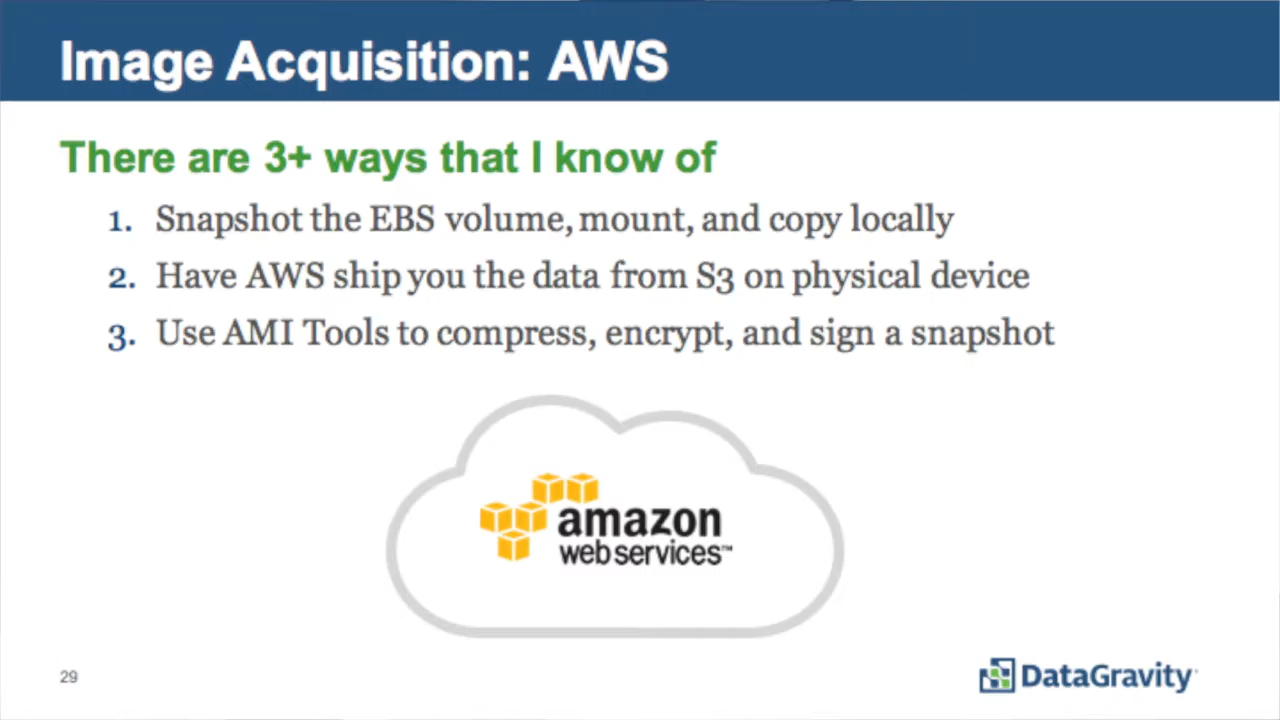 Image Acquisition: AWS
There are 3+ ways that I know of
1. Snapshot the EBS volume, mount, and copy locally
2. Have AWS ship you the data from S3 on physical device
3. Use AMI Tools to compress, encrypt, and sign a snapshot
amazon
web services™
29
DataGravity